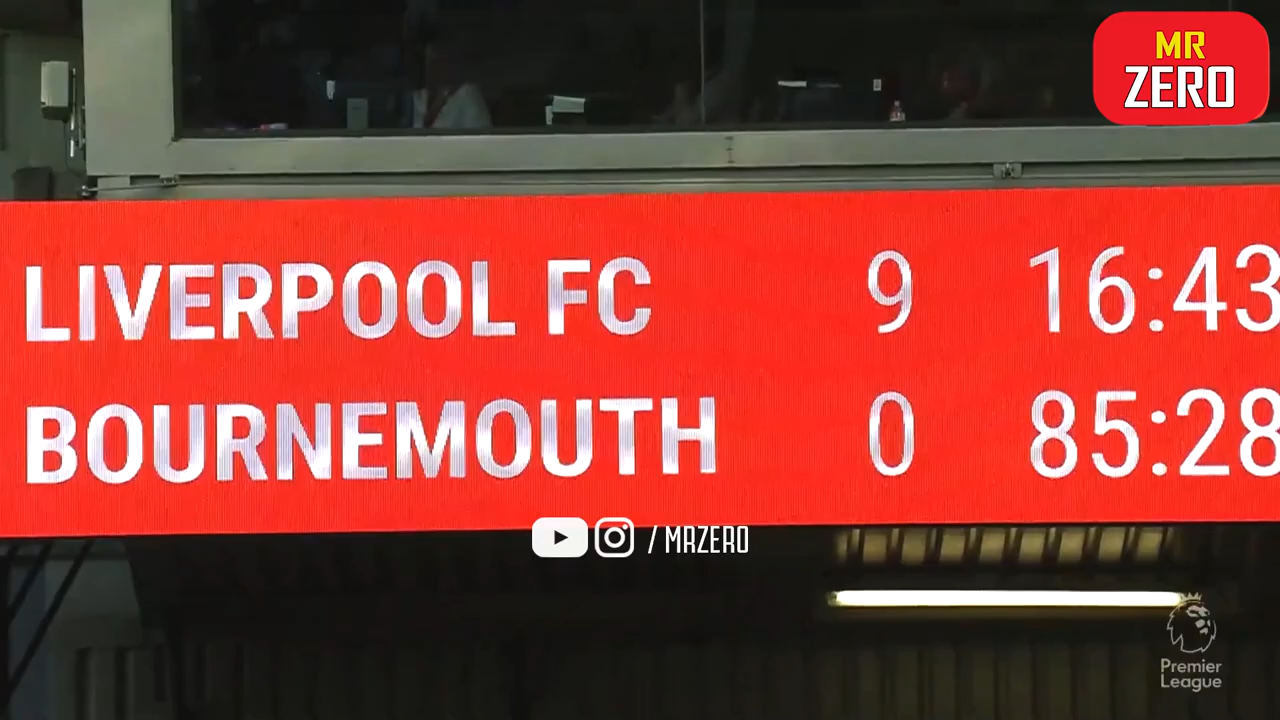 MR
ZERO
LIVERPOOL FC 9 16:43
BOURNEMOUTH 0 85:28
/ MRZERO
Premier
League